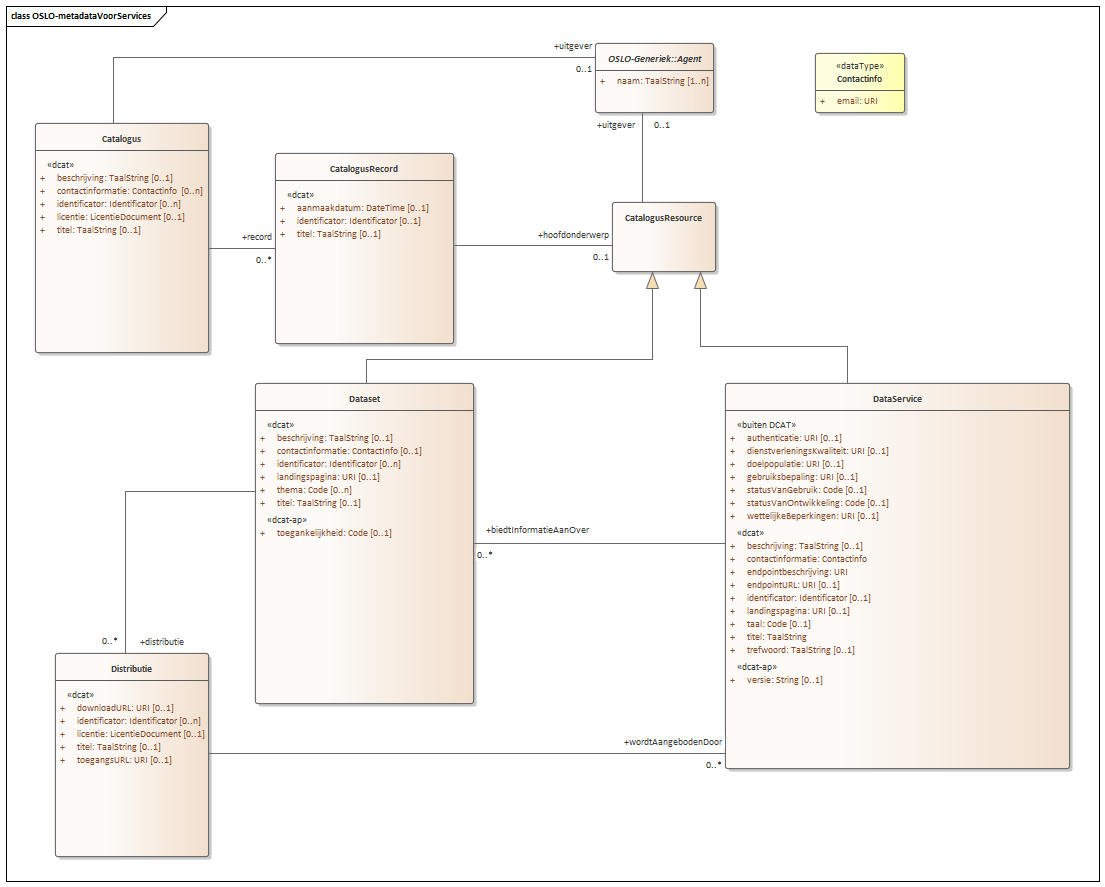 class OSLO-metadataVoorServices
+uitgever
0..1
OSLO-Generiek::Agent
+ naam: TaalString [1..n]
«dataType»
Contactinfo
+ email: URI
+uitgever 0..1
Catalogus
«dcat»
+ beschrijving: TaalString [0..1]
+ contactinformatie: Contactinfo [0..n]
+ identificator: Identificator [0..n]
+ licentie: LicentieDocument [0..1]
+ titel: TaalString [0..1]
+record
0..*
CatalogusRecord
«dcat»
+ aanmaakdatum: DateTime [0..1]
+ identificator: Identificator [0..1]
+ titel: TaalString [0..1]
+hoofdonderwerp
0..1
CatalogusResource
Dataset
«dcat»
+ beschrijving: TaalString [0..1]
+ contactinformatie: ContactInfo [0..1]
+ identificator: Identificator [0..n]
+ landingspagina: URI [0..1]
+ thema: Code [0..n]
+ titel: TaalString [0..1]
«dcat-ap»
+ toegankelijkheid: Code [0..1]
+biedtInformatieAanOver
0..*
DataService
«buiten DCAT»
+ authenticatie: URI [0..1]
+ dienstverleningsKwaliteit: URI [0..1]
+ doelpopulatie: URI [0..1]
+ gebruiksbepaling: URI [0..1]
+ statusVanGebruik: Code [0..1]
+ statusVanOntwikkeling: Code [0..1]
+ wettelijkeBeperkingen: URI [0..1]
«dcat»
+ beschrijving: TaalString [0..1]
+ contactinformatie: Contactinfo
+ endpointbeschrijving: URI
+ endpointURL: URI [0..1]
+ identificator: Identificator [0..1]
+ landingspagina: URI [0..1]
+ taal: Code [0..1]
+ titel: TaalString
+ trefwoord: TaalString [0..1]
«dcat-ap»
+ versie: String [0..1]
0..* +distributie
Distributie
«dcat»
+ downloadURL: URI [0..1]
+ identificator: Identificator [0..n]
+ licentie: LicentieDocument [0..1]
+ titel: TaalString [0..1]
+ toegangsURL: URI [0..1]
+wordtAangebodenDoor
0..*